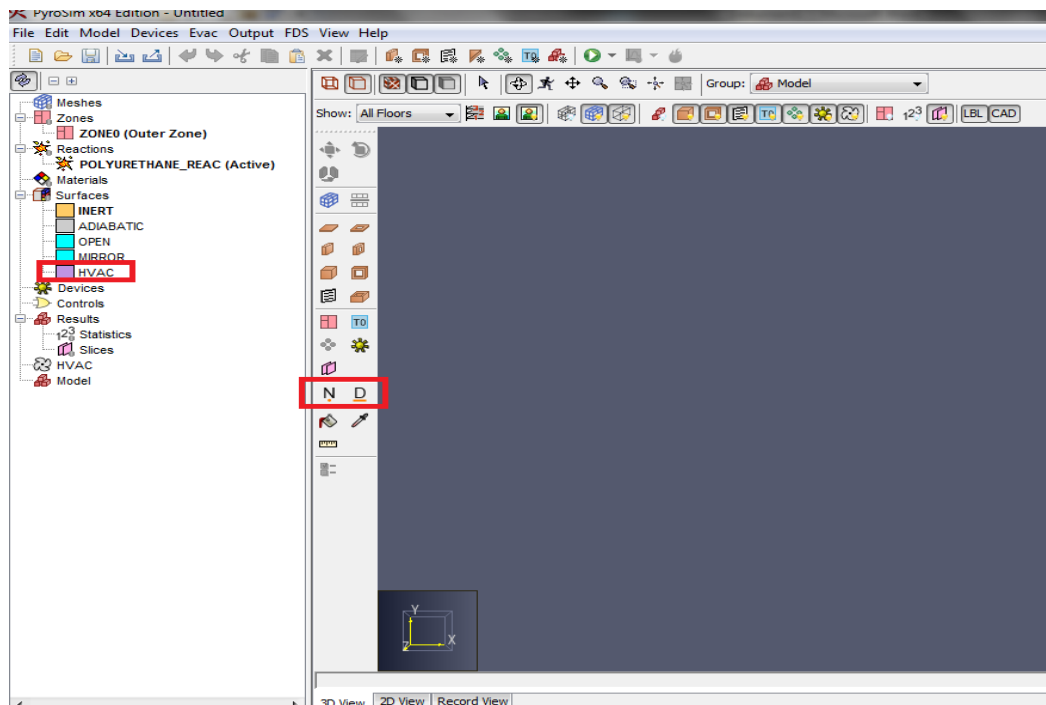 PyroSim x64 Edition - Untitled
File Edit Model Devices Evac Output FDS View Help
Group: Model
Show: All Floors
LBL CAD
Meshes
Zones
ZONE0 (Outer Zone)
Reactions
POLYURETHANE_REAC (Active)
Materials
Surfaces
INERT
ADIABATIC
OPEN
MIRROR
HVAC
Devices
Controls
Results
Statistics
Slices
HVAC
Model
N D
Y
X
Z
3D View 2D View Record View